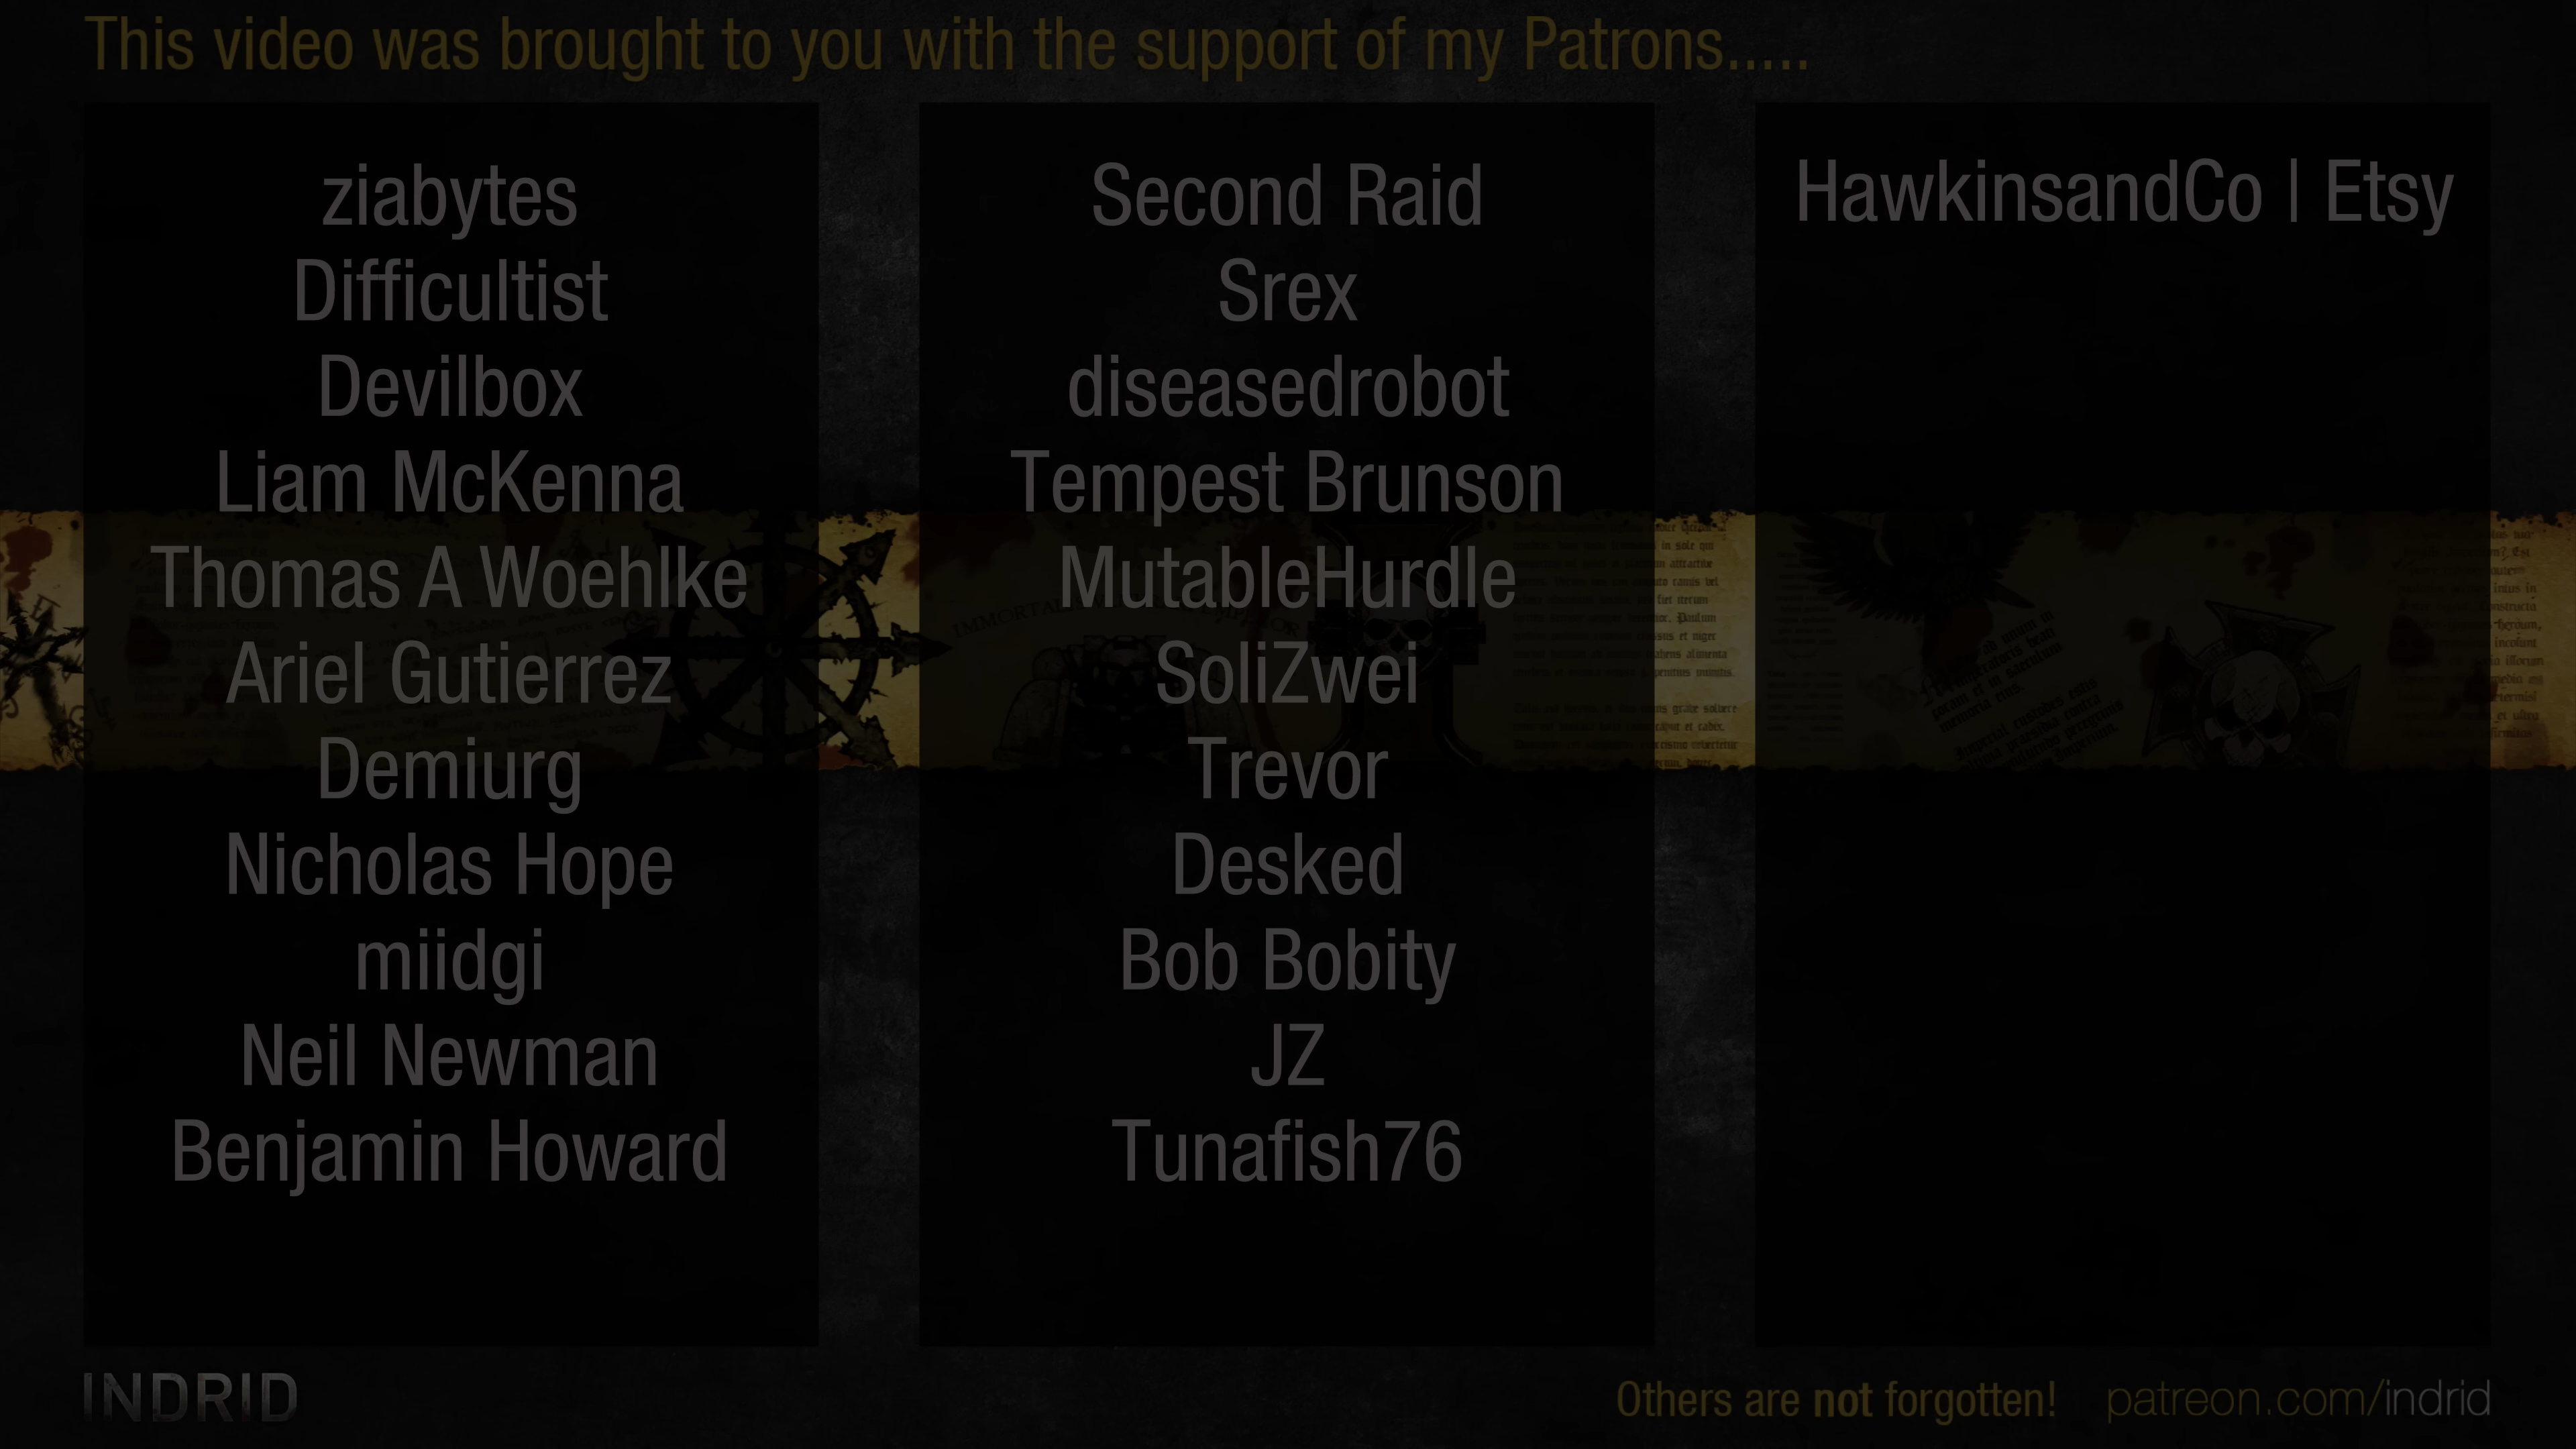 This video was brought to you with the support of my Patrons.....
ziabytes
Difficultist
Devilbox
Liam McKenna
Thomas A Woehlke
Ariel Gutierrez
Demiurg
Nicholas Hope
miidgi
Neil Newman
Benjamin Howard
Second Raid
Srex
diseasedrobot
Tempest Brunson
MutableHurdle
SoliZwei
Trevor
Desked
Bob Bobity
JZ
Tunafish76
HawkinsandCo | Etsy
INDRID
Others are not forgotten!
patreon.com/indrid